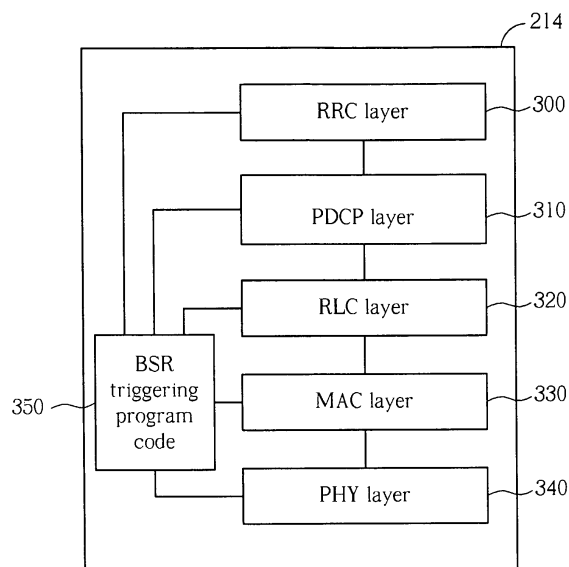 214
RRC layer
300
PDCP layer
310
RLC layer
320
BSR
triggering
program
code
350
MAC layer
330
PHY layer
340